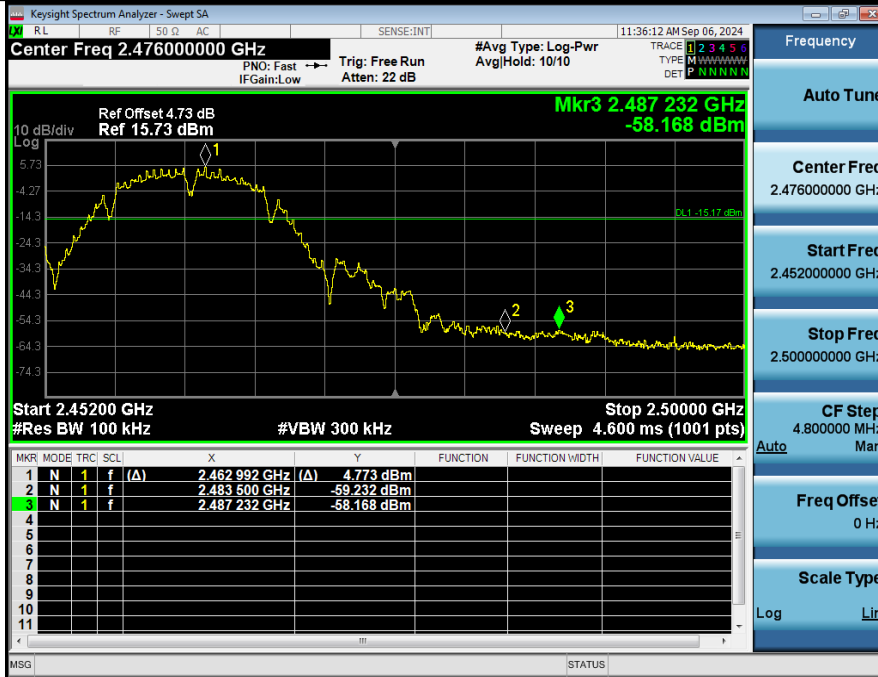 Keysight Spectrum Analyzer - Swept SA
LXI RL RF 50 Ω AC SENSE:INT 11:36:12 AM Sep 06, 2024
Center Freq 2.476000000 GHz #Avg Type: Log-Pwr TRACE 1 2 3 4 5 6
PNO: Fast Trig: Free Run Avg|Hold: 10/10 TYPE M WWWWW
IFGain:Low Atten: 22 dB DET P N N N N N
Mkr3 2.487 232 GHz
-58.168 dBm
Ref Offset 4.73 dB
10 dB/div Ref 15.73 dBm
Log
1
5.73
-4.27
-14.3
DL1 -15.17 dBm
-24.3
-34.3
-44.3
2 3
-54.3
-64.3
-74.3
Start 2.45200 GHz Stop 2.50000 GHz
#Res BW 100 kHz #VBW 300 kHz Sweep 4.600 ms (1001 pts)
MKR MODE TRC SCL X Y FUNCTION FUNCTION WIDTH FUNCTION VALUE
1 N 1 f (Δ) 2.462 992 GHz (Δ) 4.773 dBm
2 N 1 f 2.483 500 GHz -59.232 dBm
3 N 1 f 2.487 232 GHz -58.168 dBm
4
5
6
7
8
9
10
11
MSG STATUS
Frequency
Auto Tune
Center Freq
2.476000000 GHz
Start Freq
2.452000000 GHz
Stop Freq
2.500000000 GHz
CF Step
4.800000 MHz
Auto Man
Freq Offset
0 Hz
Scale Type
Log Lin